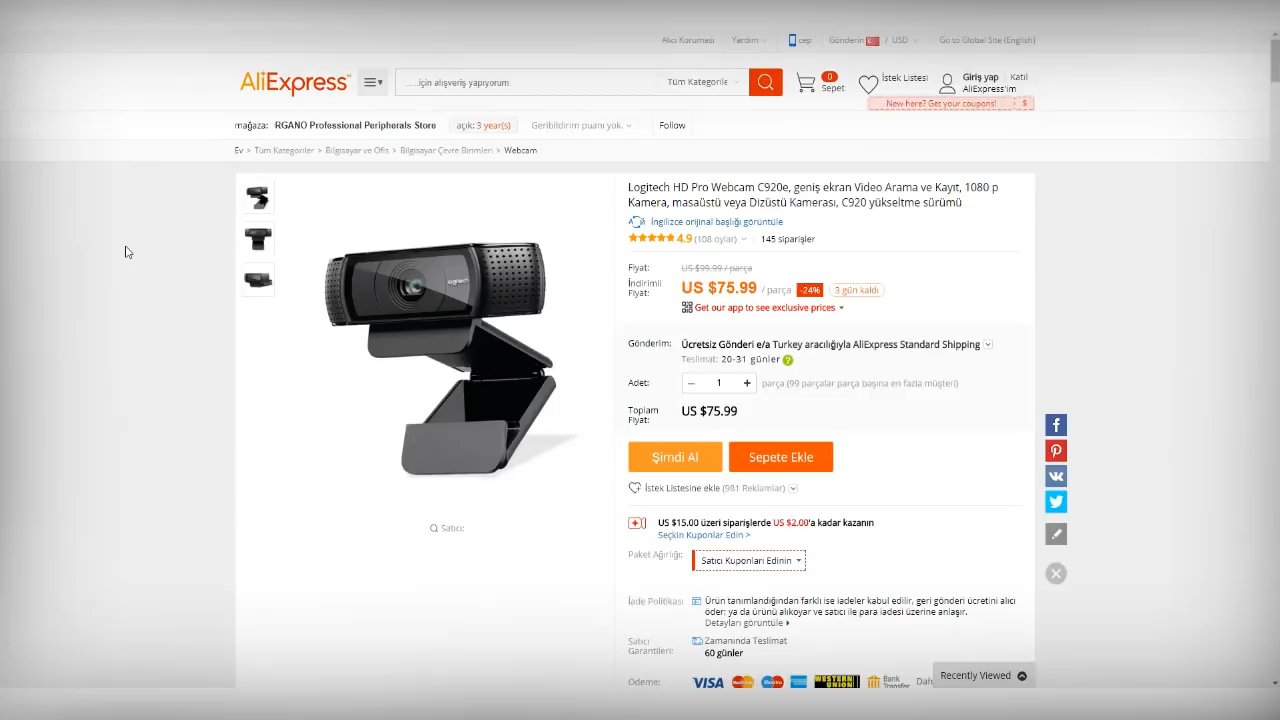 Alıcı Koruması Yardım cep Gönderin / USD Go to Global Site (English)
AliExpress ....için alışveriş yapıyorum. Tüm Kategorile 0 Sepet İstek Listesi Giriş yap Katıl
AliExpress'im
New here? Get your coupons! $
mağaza: RGANO Professional Peripherals Store açık: 3 year(s) Geribildirim puanı yok. Follow
Ev > Tüm Kategoriler > Bilgisayar ve Ofis > Bilgisayar Çevre Birimleri > Webcam
Logitech HD Pro Webcam C920e, geniş ekran Video Arama ve Kayıt, 1080 p
Kamera, masaüstü veya Dizüstü Kamerası, C920 yükseltme sürümü
İngilizce orijinal başlığı görüntüle
4.9 (108 oylar) 145 siparişler
Fiyat: US $99.99 / parça
İndirimli
Fiyat: US $75.99 / parça -24% 3 gün kaldı
Get our app to see exclusive prices
logitech
Gönderim: Ücretsiz Gönderi e/a Turkey aracılığıyla AliExpress Standard Shipping
Teslimat: 20-31 günler ?
Adet: – 1 + parça (99 parçalar parça başına en fazla müşteri)
Toplam
Fiyat: US $75.99
Şimdi Al Sepete Ekle
İstek Listesine ekle (981 Reklamlar)
Satıcı:
US $15.00 üzeri siparişlerde US $2.00'a kadar kazanın
Seçkin Kuponlar Edin >
Paket Ağırlığı: Satıcı Kuponları Edinin
İade Politikası Ürün tanımlandığından farklı ise iadeler kabul edilir, geri gönderi ücretini alıcı
öder; ya da ürünü alıkoyar ve satıcı ile para iadesi üzerine anlaşır.
Detayları görüntüle
Satıcı
Garantileri: Zamanında Teslimat
60 günler
Ödeme: VISA MasterCard Maestro WESTERN UNION Bank Transfer Dah
Recently Viewed